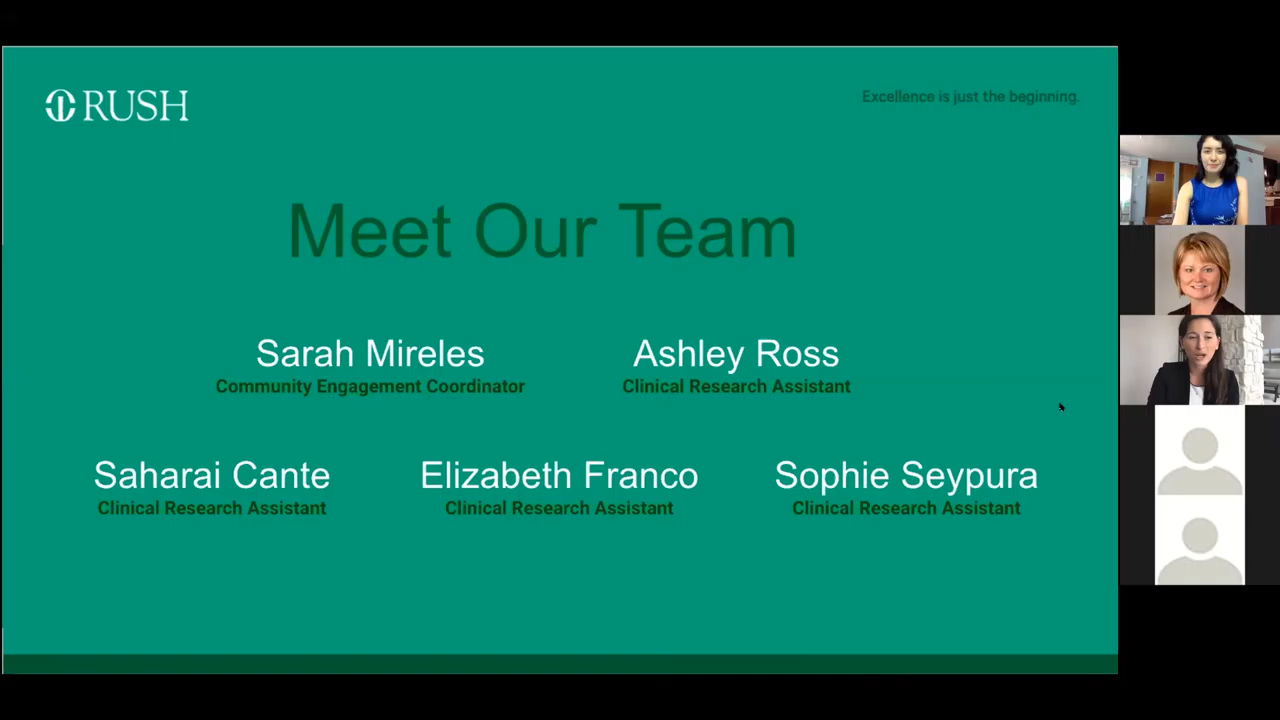 RUSH
Excellence is just the beginning.
Meet Our Team
Sarah Mireles
Community Engagement Coordinator
Ashley Ross
Clinical Research Assistant
Saharai Cante
Clinical Research Assistant
Elizabeth Franco
Clinical Research Assistant
Sophie Seypura
Clinical Research Assistant